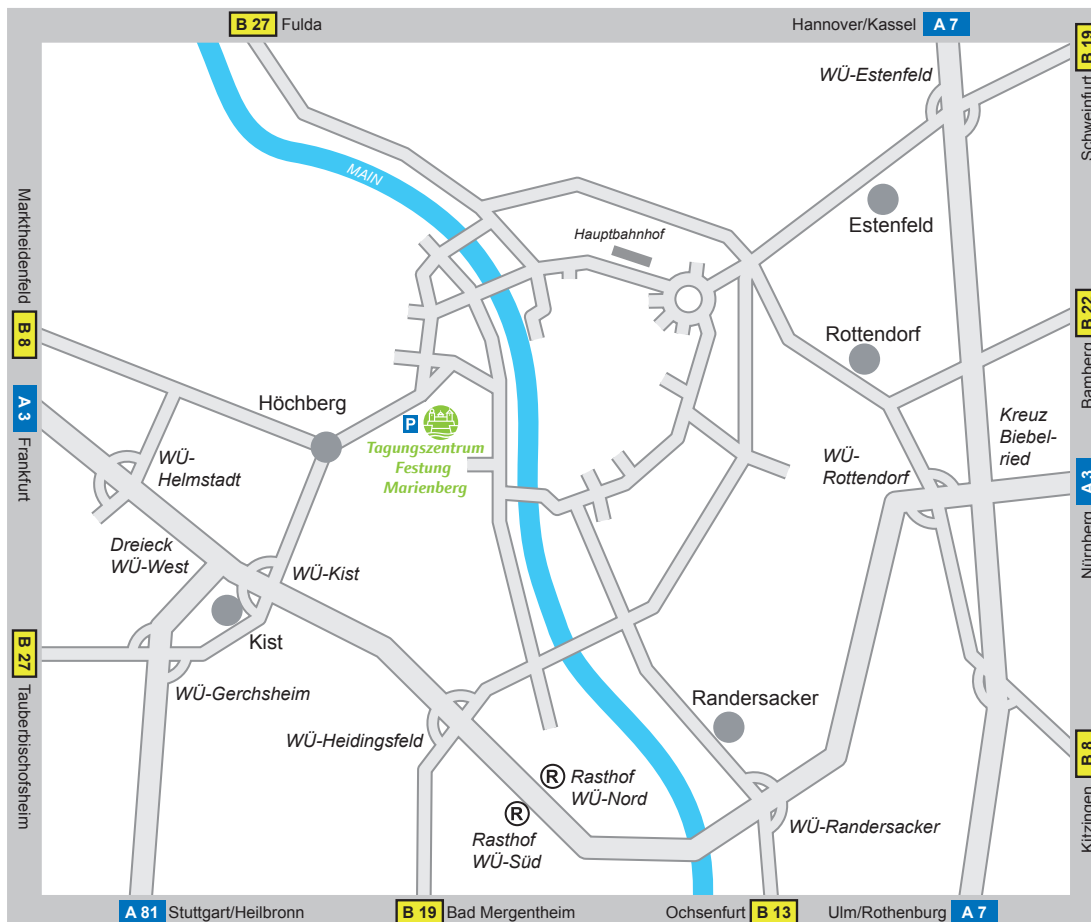 B 27 Fulda
Hannover/Kassel A 7
B 19
Schweinfurt
WÜ-Estenfeld
MAIN
Marktheidenfeld
B 8
Hauptbahnhof
Estenfeld
B 22
Bamberg
Rottendorf
A 3
Frankfurt
Höchberg
P
Tagungszentrum
Festung
Marienberg
WÜ-
Helmstadt
WÜ-
Rottendorf
Kreuz
Biebel-
ried
A 3
Nürnberg
Dreieck
WÜ-West
WÜ-Kist
Kist
B 27
Tauberbischofsheim
WÜ-Gerchsheim
Randersacker
WÜ-Heidingsfeld
R Rasthof
WÜ-Nord
R
Rasthof
WÜ-Süd
WÜ-Randersacker
B 8
Kitzingen
A 81 Stuttgart/Heilbronn
B 19 Bad Mergentheim
Ochsenfurt B 13
Ulm/Rothenburg A 7